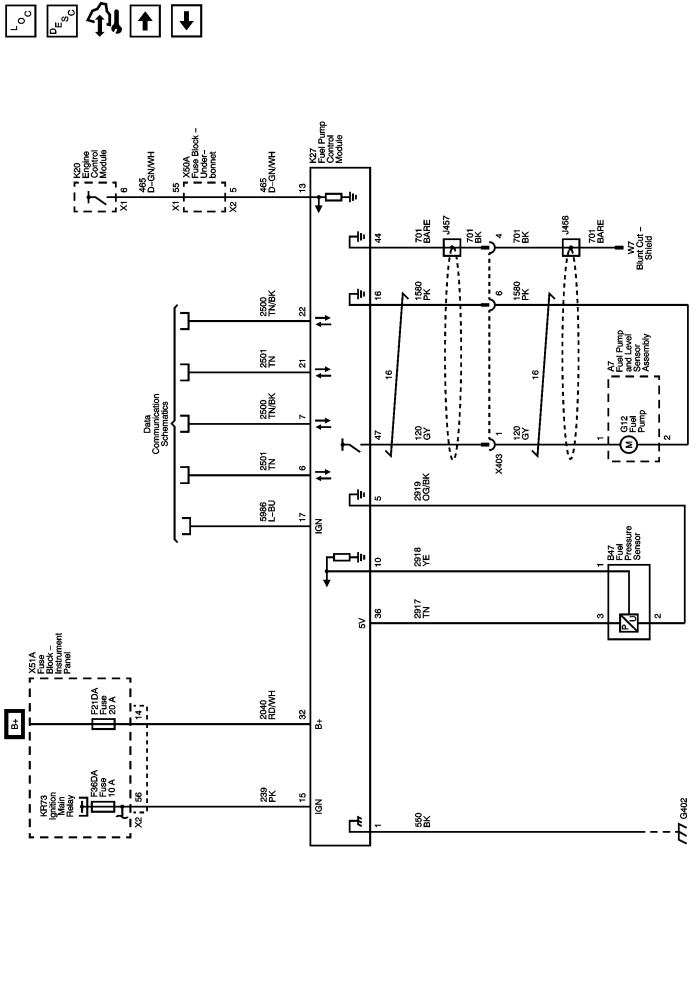 LOC
DESC
K20
Engine
Control
Module
X1
6
465
D-GN/WH
X50A
Fuse Block –
Under–
bonnet
X1
55
X2
5
465
D-GN/WH
K27
Fuel Pump
Control
Module
13
Data
Communication
Schematics
2500
TN/BK
22
2501
TN
21
2500
TN/BK
7
2501
TN
6
5986
L-BU
17
IGN
X51A
Fuse
Block –
Instrument
Panel
B+
F21DA
Fuse
20 A
14
2040
RD/WH
32
B+
KR73
Ignition
Main
Relay
F36DA
Fuse
10 A
X2
56
239
PK
15
IGN
44
701
BARE
J457
701
BK
4
701
BK
J458
701
BARE
W7
Blunt Cut –
Shield
16
1580
PK
6
1580
PK
16
16
47
120
GY
1
X403
120
GY
A7
Fuel Pump
and Level
Sensor
Assembly
G12
Fuel
Pump
M
1
2
5
2919
OG/BK
10
2918
YE
5V
36
2917
TN
B47
Fuel
Pressure
Sensor
1
3
2
P
U
1
550
BK
G402